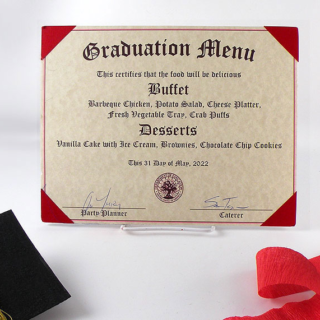 Graduation Menu
This certifies that the food will be delicious
Buffet
Barbeque Chicken, Potato Salad, Cheese Platter,
Fresh Vegetable Tray, Crab Puffs
Desserts
Vanilla Cake with Ice Cream, Brownies, Chocolate Chip Cookies
This 31 Day of May, 2022
Party Planner
Caterer